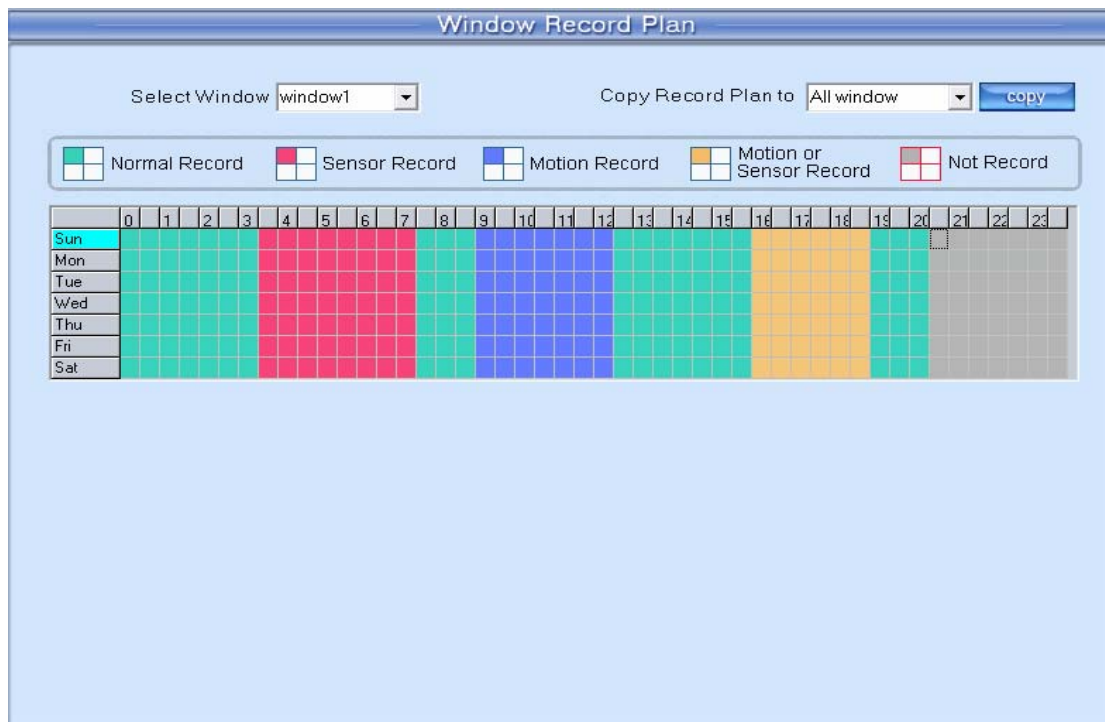 Window Record Plan
Select Window window1 Copy Record Plan to All window copy
Normal Record Sensor Record Motion Record Motion or Sensor Record Not Record
0 1 2 3 4 5 6 7 8 9 10 11 12 13 14 15 16 17 18 19 20 21 22 23
Sun
Mon
Tue
Wed
Thu
Fri
Sat